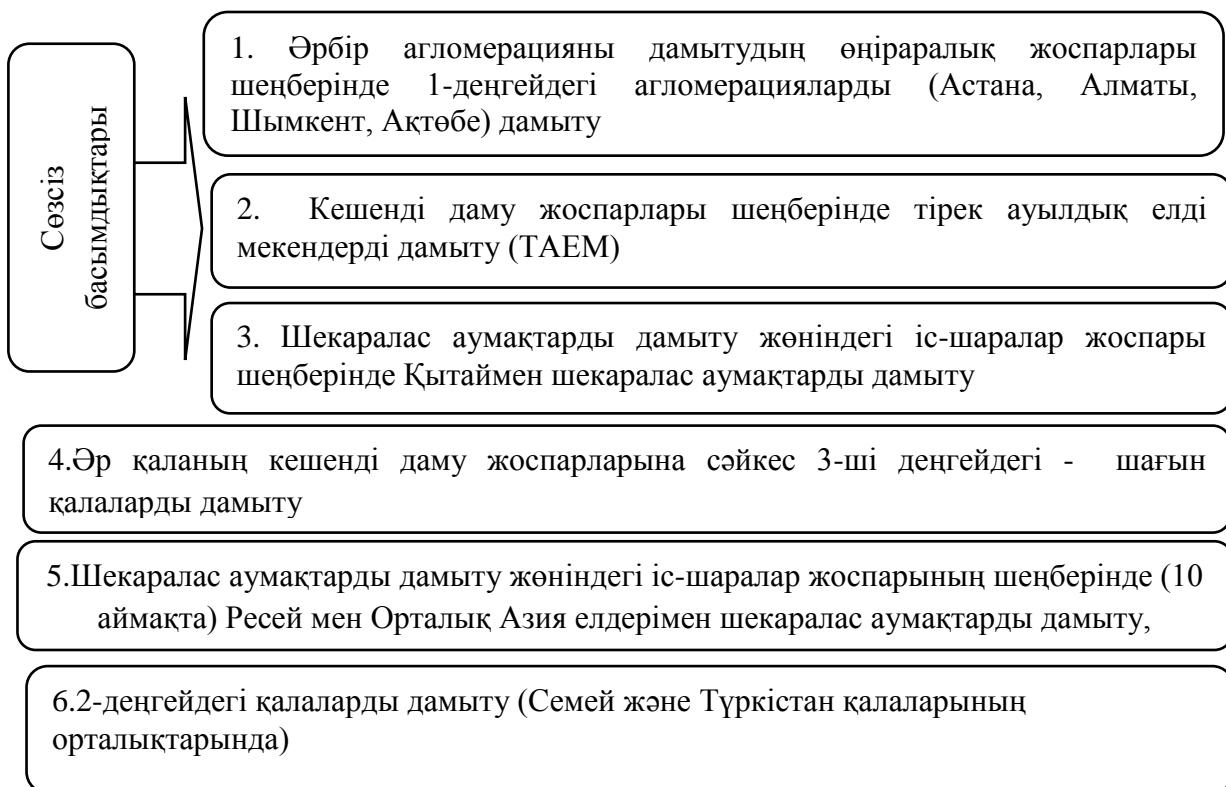 Сөзсіз
басымдықтары
1. Әрбір агломерацияны дамытудың өңіраралық жоспарлары
шеңберінде 1-деңгейдегі агломерацияларды (Астана, Алматы,
Шымкент, Ақтөбе) дамыту
2. Кешенді даму жоспарлары шеңберінде тірек ауылдық елді
мекендерді дамыту (ТАЕМ)
3. Шекаралас аумақтарды дамыту жөніндегі іс-шаралар жоспары
шеңберінде Қытаймен шекаралас аумақтарды дамыту
4.Әр қаланың кешенді даму жоспарларына сәйкес 3-ші деңгейдегі - шағын
қалаларды дамыту
5.Шекаралас аумақтарды дамыту жөніндегі іс-шаралар жоспарының шеңберінде (10
аймақта) Ресей мен Орталық Азия елдерімен шекаралас аумақтарды дамыту,
6.2-деңгейдегі қалаларды дамыту (Семей және Түркістан қалаларының
орталықтарында)